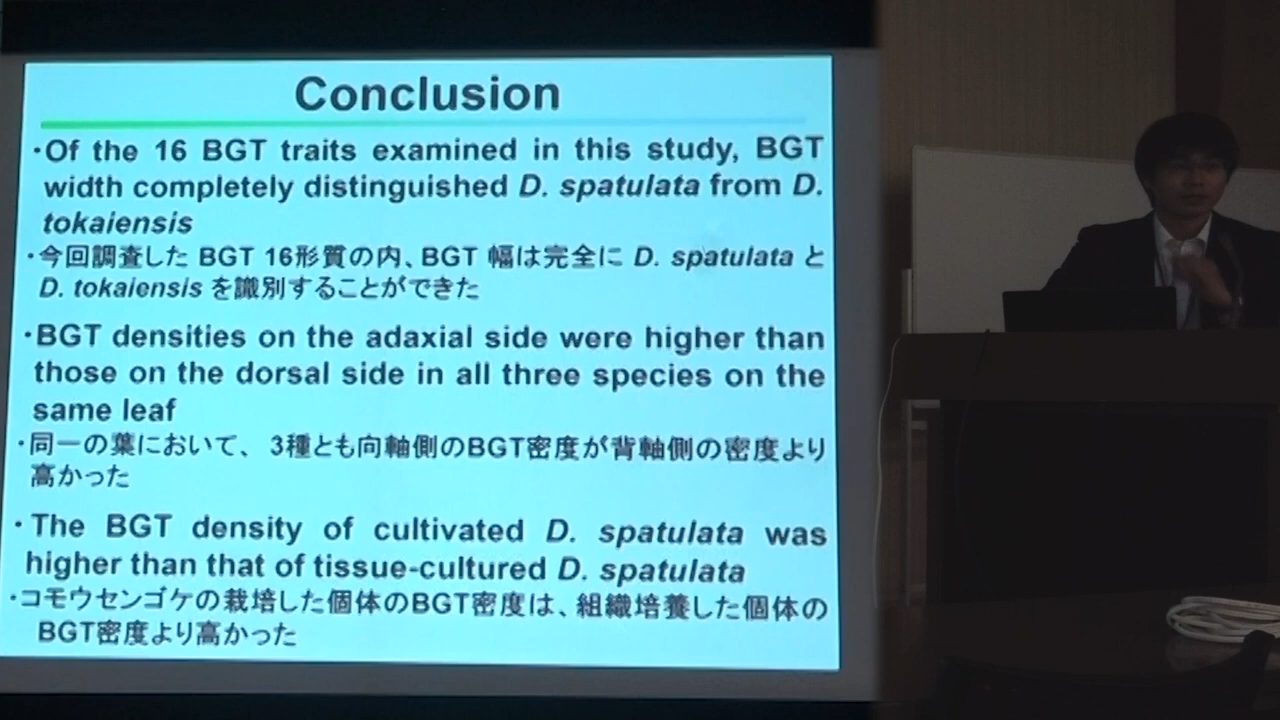 Conclusion
・Of the 16 BGT traits examined in this study, BGT
width completely distinguished D. spatulata from D.
tokaiensis
・今回調査した BGT 16形質の内、BGT 幅は完全に D. spatulata と
D. tokaiensis を識別することができた
・BGT densities on the adaxial side were higher than
those on the dorsal side in all three species on the
same leaf
・同一の葉において、 3種とも向軸側のBGT密度が背軸側の密度より
高かった
・The BGT density of cultivated D. spatulata was
higher than that of tissue-cultured D. spatulata
・コモウセンゴケの栽培した個体のBGT密度は、組織培養した個体の
BGT密度より高かった